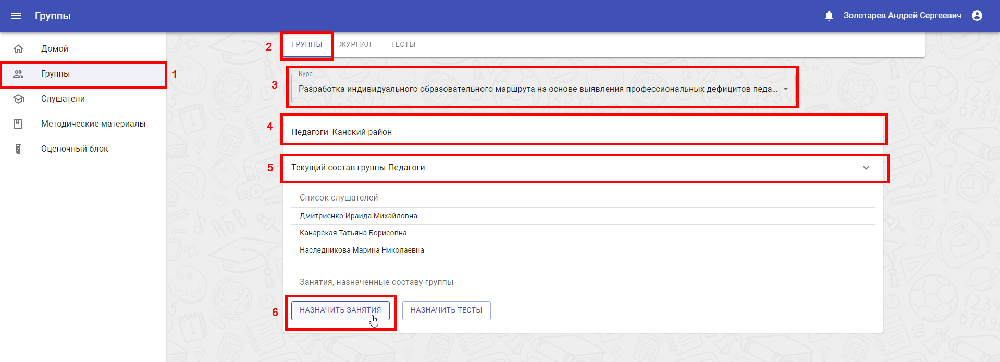 Группы
Золотарев Андрей Сергеевич
Домой
Группы
1
Слушатели
Методические материалы
Оценочный блок
2
ГРУППЫ
ЖУРНАЛ
ТЕСТЫ
3
Курс
Разработка индивидуального образовательного маршрута на основе выявления профессиональных дефицитов педа...
4
Педагоги_Канский район
5
Текущий состав группы Педагоги
Список слушателей
Дмитриенко Ираида Михайловна
Канарская Татьяна Борисовна
Наследникова Марина Николаевна
Занятия, назначенные составу группы
6
НАЗНАЧИТЬ ЗАНЯТИЯ
НАЗНАЧИТЬ ТЕСТЫ